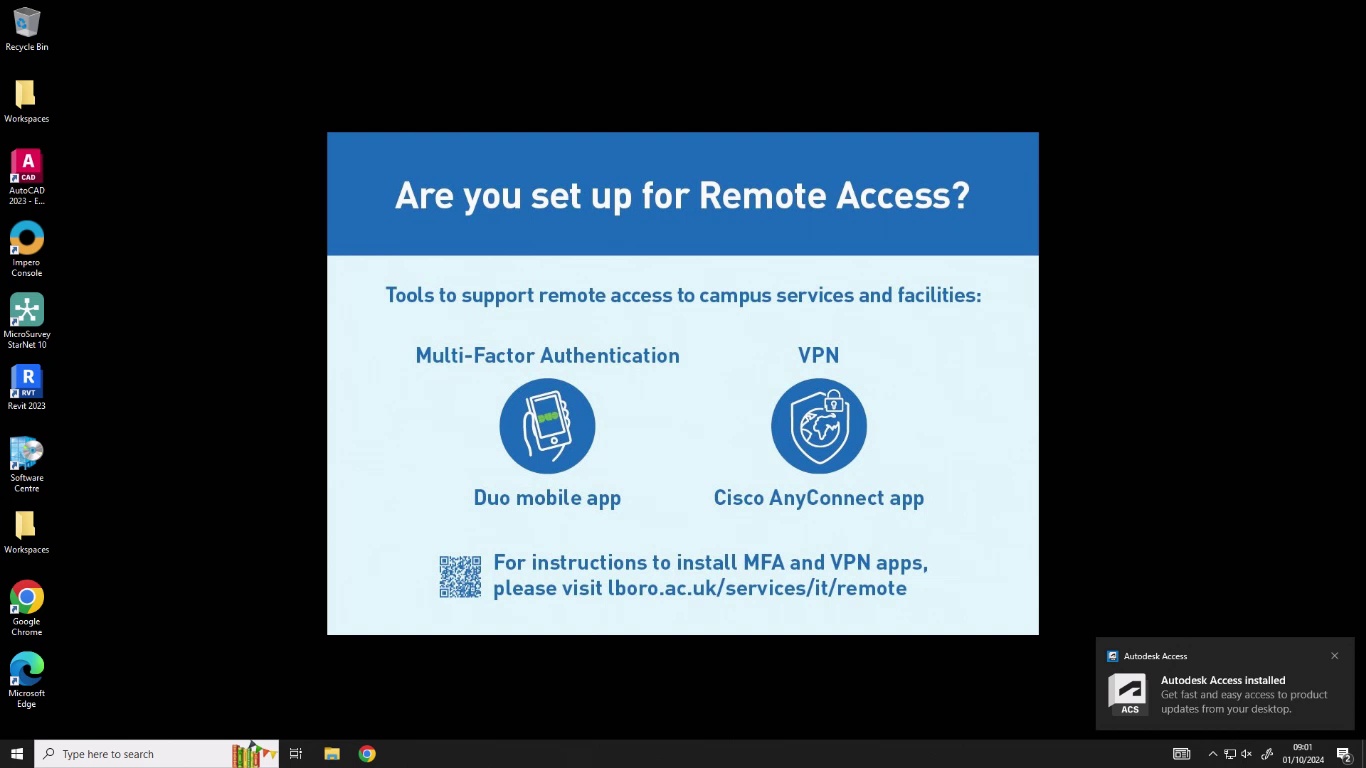 Recycle Bin
Workspaces
A
CAD
AutoCAD
2023 - E...
Impero
Console
MicroSurvey
StarNet 10
R
RVT
Revit 2023
Software
Centre
Workspaces
Google
Chrome
Microsoft
Edge
Are you set up for Remote Access?
Tools to support remote access to campus services and facilities:
Multi-Factor Authentication
DUO
Duo mobile app
VPN
Cisco AnyConnect app
For instructions to install MFA and VPN apps,
please visit lboro.ac.uk/services/it/remote
Autodesk Access
ACS
Autodesk Access installed
Get fast and easy access to product
updates from your desktop.
Type here to search
09:01
01/10/2024
2